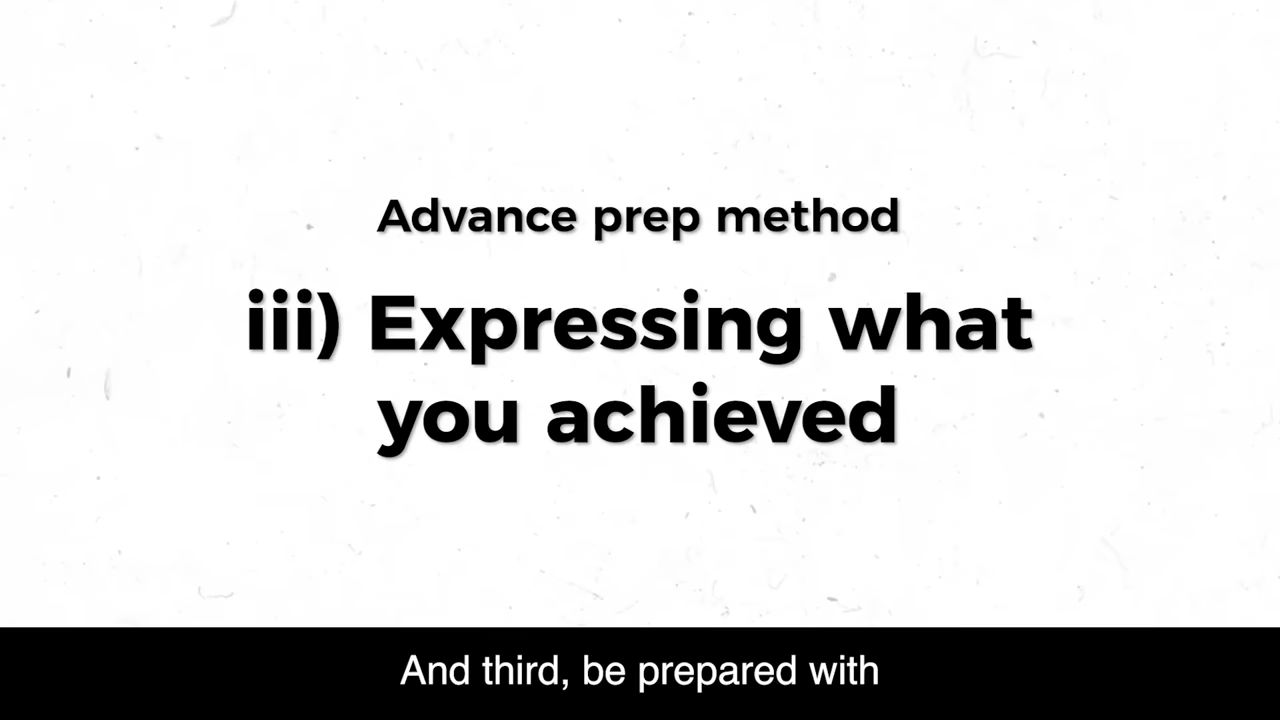 Advance prep method
iii) Expressing what
you achieved
And third, be prepared with